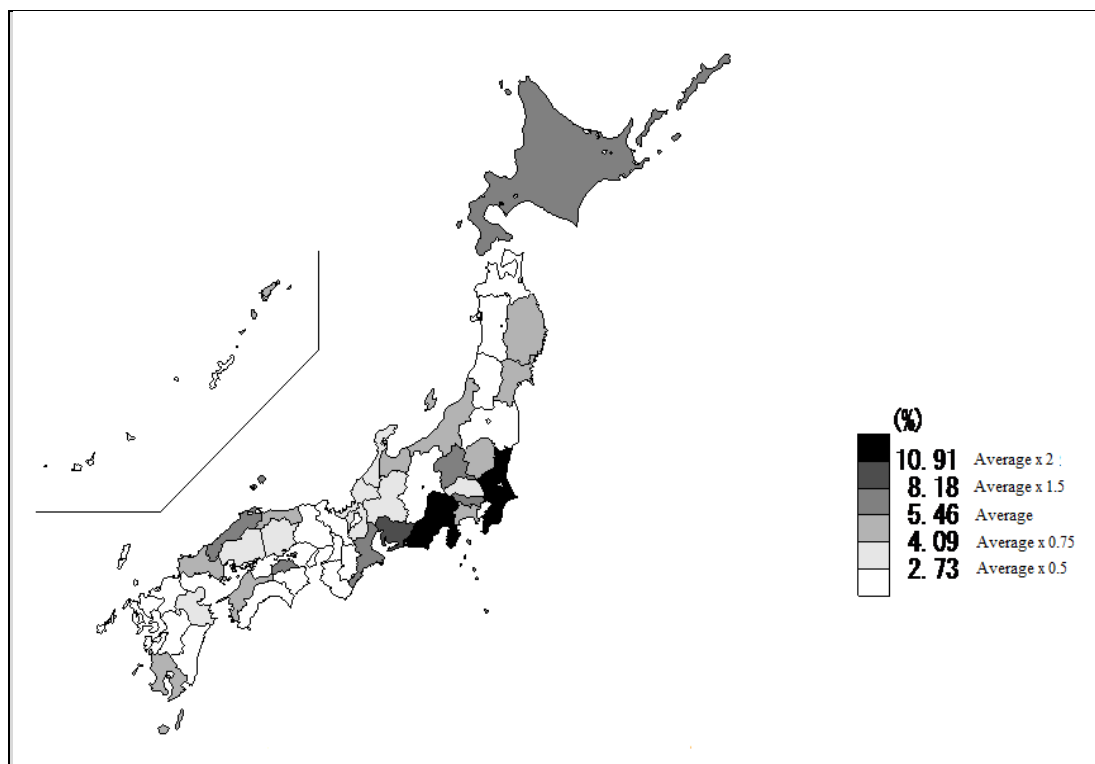 (%)
10.91 Average x 2 :
8.18 Average x 1.5
5.46 Average
4.09 Average x 0.75
2.73 Average x 0.5